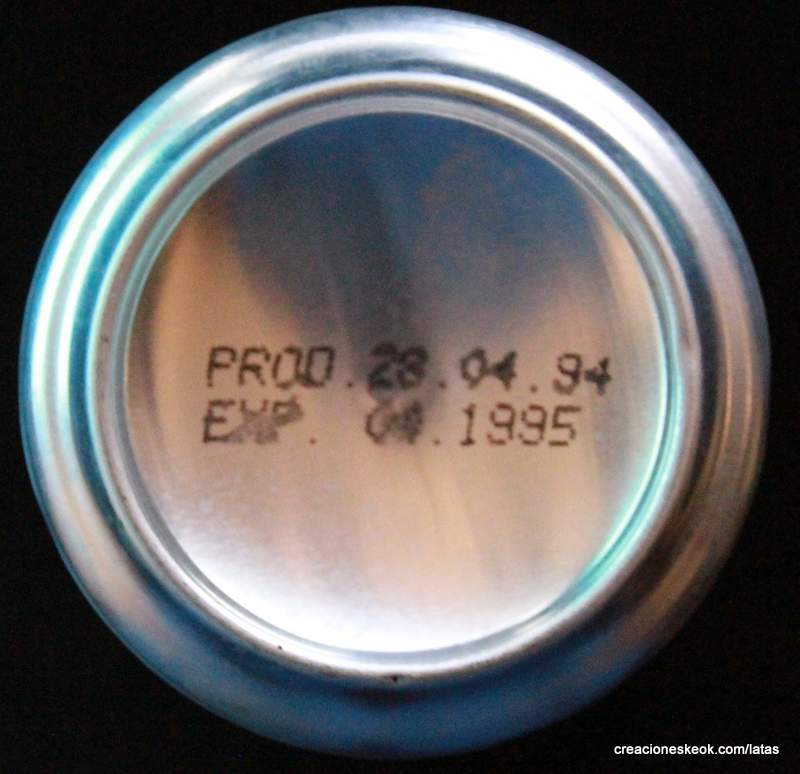 PROD.28.04.94
EXP. 04.1995
creacioneskeok.com/latas